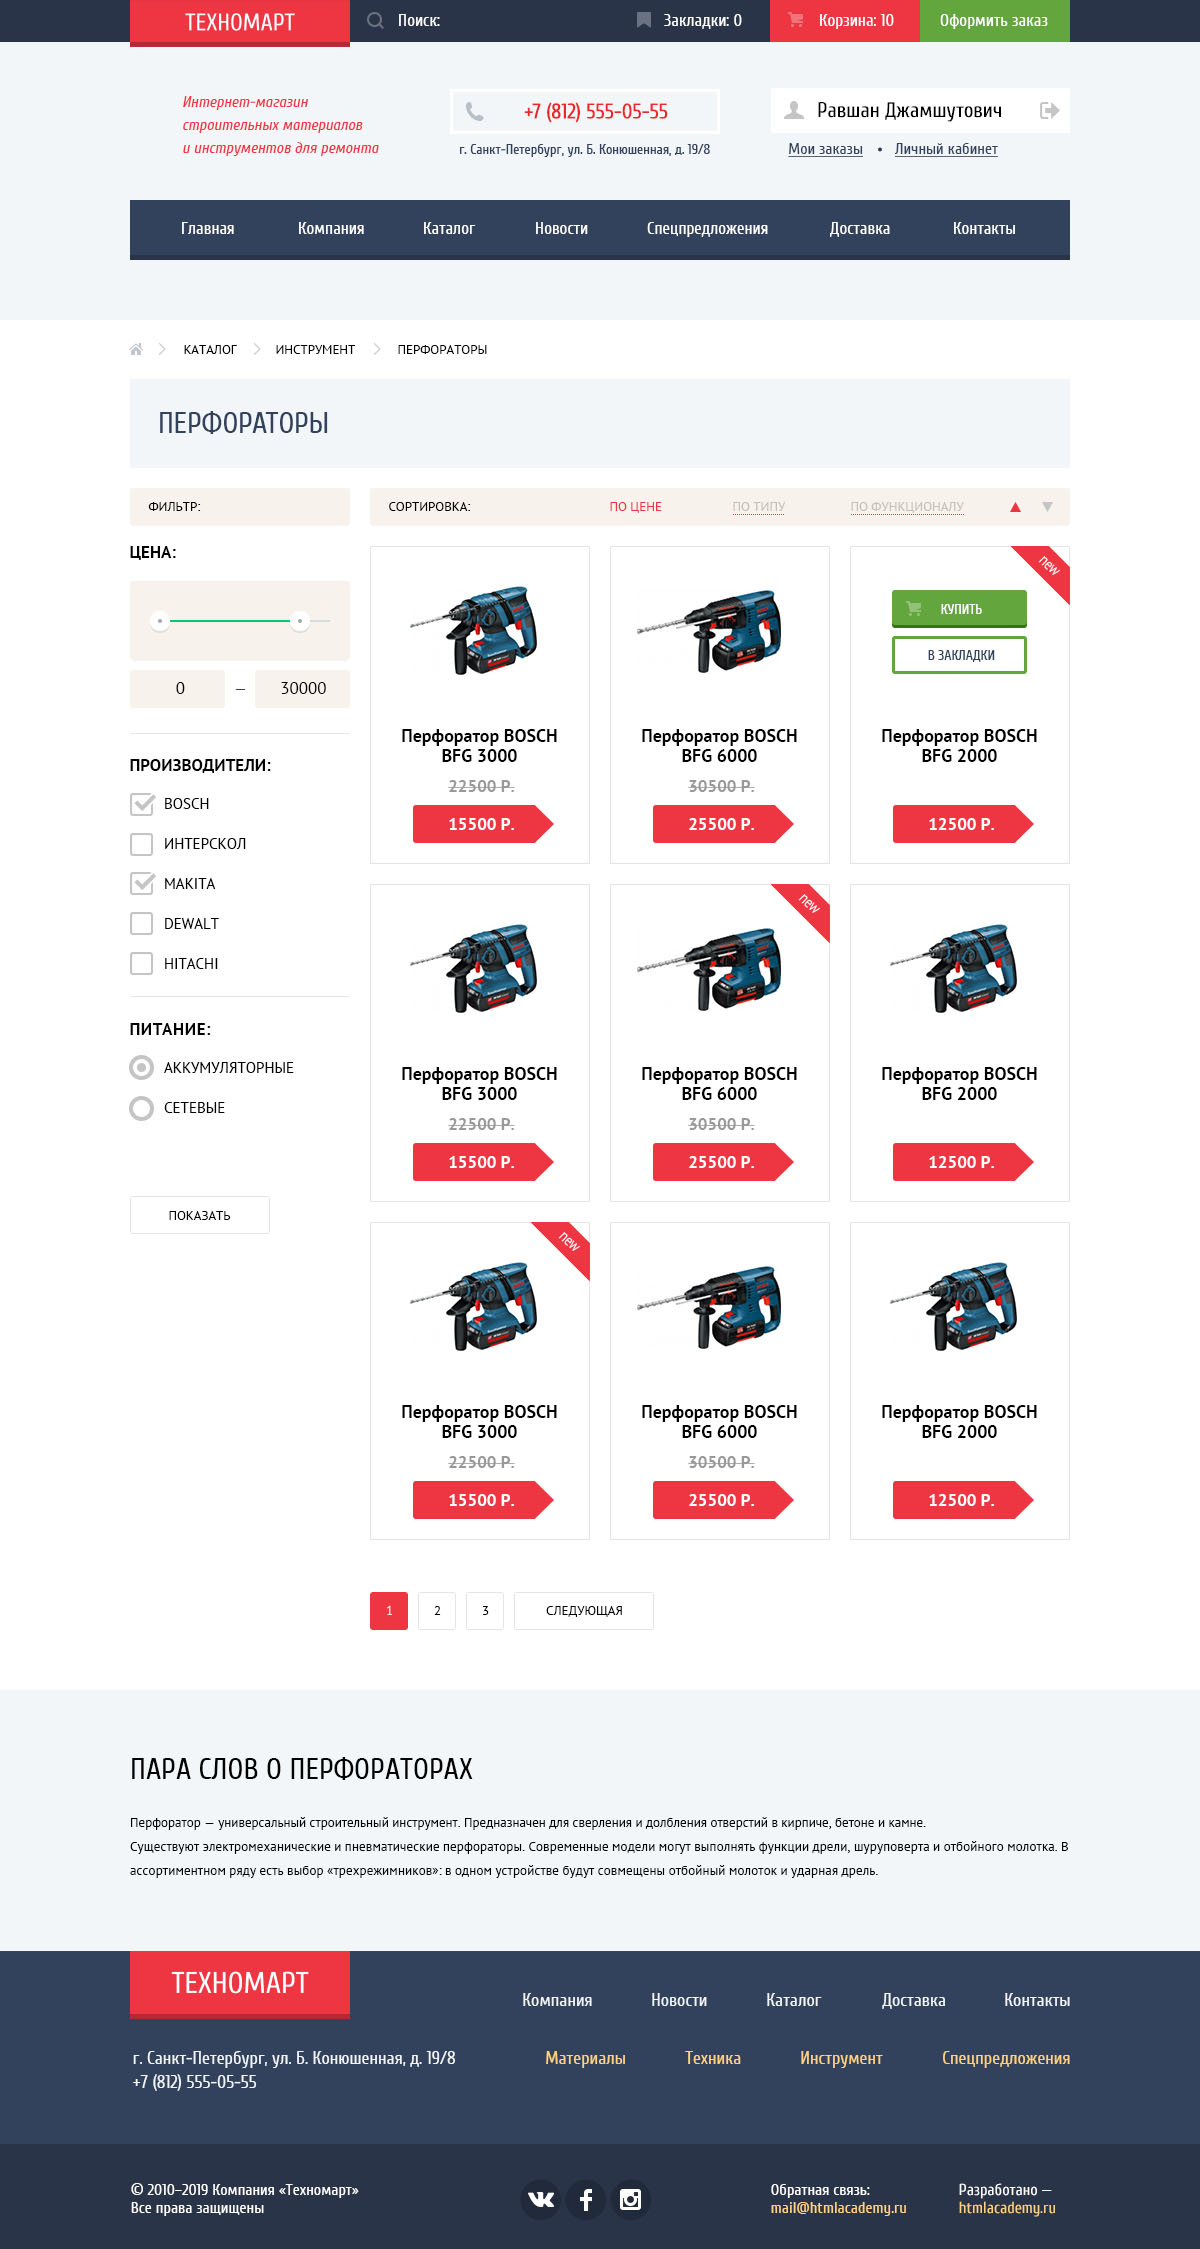 ТЕХНОМАРТ
Поиск:
Закладки: 0
Корзина: 10
Оформить заказ
Интернет-магазин
строительных материалов
и инструментов для ремонта
+7 (812) 555-05-55
г. Санкт-Петербург, ул. Б. Конюшенная, д. 19/8
Равшан Джамшутович
Мои заказы • Личный кабинет
Главная
Компания
Каталог
Новости
Спецпредложения
Доставка
Контакты
КАТАЛОГ
ИНСТРУМЕНТ
ПЕРФОРАТОРЫ
ПЕРФОРАТОРЫ
ФИЛЬТР:
ЦЕНА:
0 – 30000
ПРОИЗВОДИТЕЛИ:
BOSCH
ИНТЕРСКОЛ
MAKITA
DEWALT
HITACHI
ПИТАНИЕ:
АККУМУЛЯТОРНЫЕ
СЕТЕВЫЕ
ПОКАЗАТЬ
СОРТИРОВКА:
ПО ЦЕНЕ
ПО ТИПУ
ПО ФУНКЦИОНАЛУ
Перфоратор BOSCH
BFG 3000
22500 Р.
15500 Р.
Перфоратор BOSCH
BFG 6000
30500 Р.
25500 Р.
new
КУПИТЬ
В ЗАКЛАДКИ
Перфоратор BOSCH
BFG 2000
12500 Р.
Перфоратор BOSCH
BFG 3000
22500 Р.
15500 Р.
new
Перфоратор BOSCH
BFG 6000
30500 Р.
25500 Р.
Перфоратор BOSCH
BFG 2000
12500 Р.
new
Перфоратор BOSCH
BFG 3000
22500 Р.
15500 Р.
Перфоратор BOSCH
BFG 6000
30500 Р.
25500 Р.
Перфоратор BOSCH
BFG 2000
12500 Р.
1
2
3
СЛЕДУЮЩАЯ
ПАРА СЛОВ О ПЕРФОРАТОРАХ
Перфоратор — универсальный строительный инструмент. Предназначен для сверления и долбления отверстий в кирпиче, бетоне и камне.
Существуют электромеханические и пневматические перфораторы. Современные модели могут выполнять функции дрели, шуруповерта и отбойного молотка. В
ассортиментном ряду есть выбор «трехрежимников»: в одном устройстве будут совмещены отбойный молоток и ударная дрель.
ТЕХНОМАРТ
Компания
Новости
Каталог
Доставка
Контакты
г. Санкт-Петербург, ул. Б. Конюшенная, д. 19/8
+7 (812) 555-05-55
Материалы
Техника
Инструмент
Спецпредложения
© 2010–2019 Компания «Техномарт»
Все права защищены
Обратная связь:
mail@htmlacademy.ru
Разработано —
htmlacademy.ru